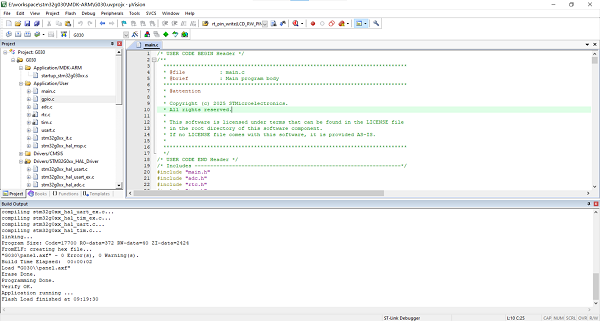 E:\workspace\stm32g030\MDK-ARM\G030.uvprojx - µVision
File Edit View Project Flash Debug Peripherals Tools SVCS Window Help
rt_pin_write(LCD_RW_PIN
G030
Project
Project: G030
G030
Application/MDK-ARM
startup_stm32g030xx.s
Application/User
main.c
gpio.c
adc.c
rtc.c
tim.c
usart.c
stm32g0xx_it.c
stm32g0xx_hal_msp.c
Drivers/CMSIS
Drivers/STM32G0xx_HAL_Driver
stm32g0xx_hal_usart.c
stm32g0xx_hal_usart_ex.c
stm32g0xx_hal_adc.c
Project Books Functions Templates
main.c
1 /* USER CODE BEGIN Header */
2 /**
3
4 * @file : main.c
5 * @brief : Main program body
6
7 * @attention
8 *
9 * Copyright (c) 2025 STMicroelectronics.
10 * All rights reserved.
11 *
12 * This software is licensed under terms that can be found in the LICENSE file
13 * in the root directory of this software component.
14 * If no LICENSE file comes with this software, it is provided AS-IS.
15 *
16
17 */
18 /* USER CODE END Header */
19 /* Includes ------------------------------------------------------------------*/
20 #include "main.h"
21 #include "adc.h"
22 #include "rtc.h"
Build Output
compiling stm32g0xx_hal_uart_ex.c...
compiling stm32g0xx_hal_tim_ex.c...
compiling stm32g0xx_hal_uart.c...
compiling stm32g0xx_hal_tim.c...
linking...
Program Size: Code=17700 RO-data=372 RW-data=40 ZI-data=2424
FromELF: creating hex file...
"G030\panel.axf" - 0 Error(s), 0 Warning(s).
Build Time Elapsed: 00:00:02
Load "G030\\panel.axf"
Erase Done.
Programming Done.
Verify OK.
Application running ...
Flash Load finished at 09:19:30
ST-Link Debugger L:10 C:25 CAP NUM SCRL OVR R/W